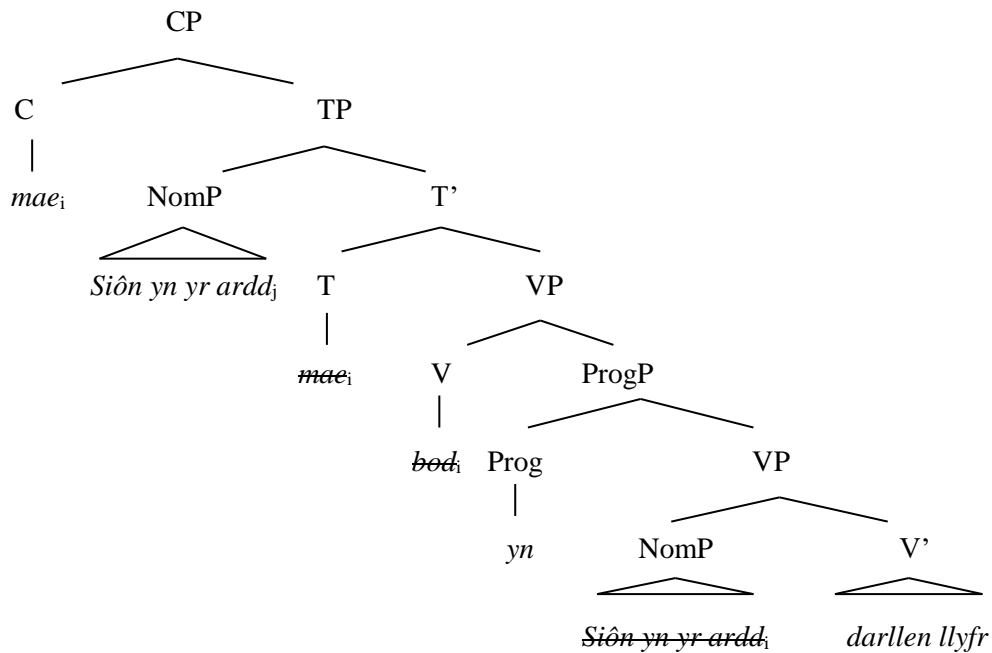 CP
C TP
maeᵢ NomP T’
Siôn yn yr arddⱼ T VP
maeᵢ V ProgP
bodᵢ Prog VP
yn NomP V’
Siôn yn yr arddᵢ darllen llyfr